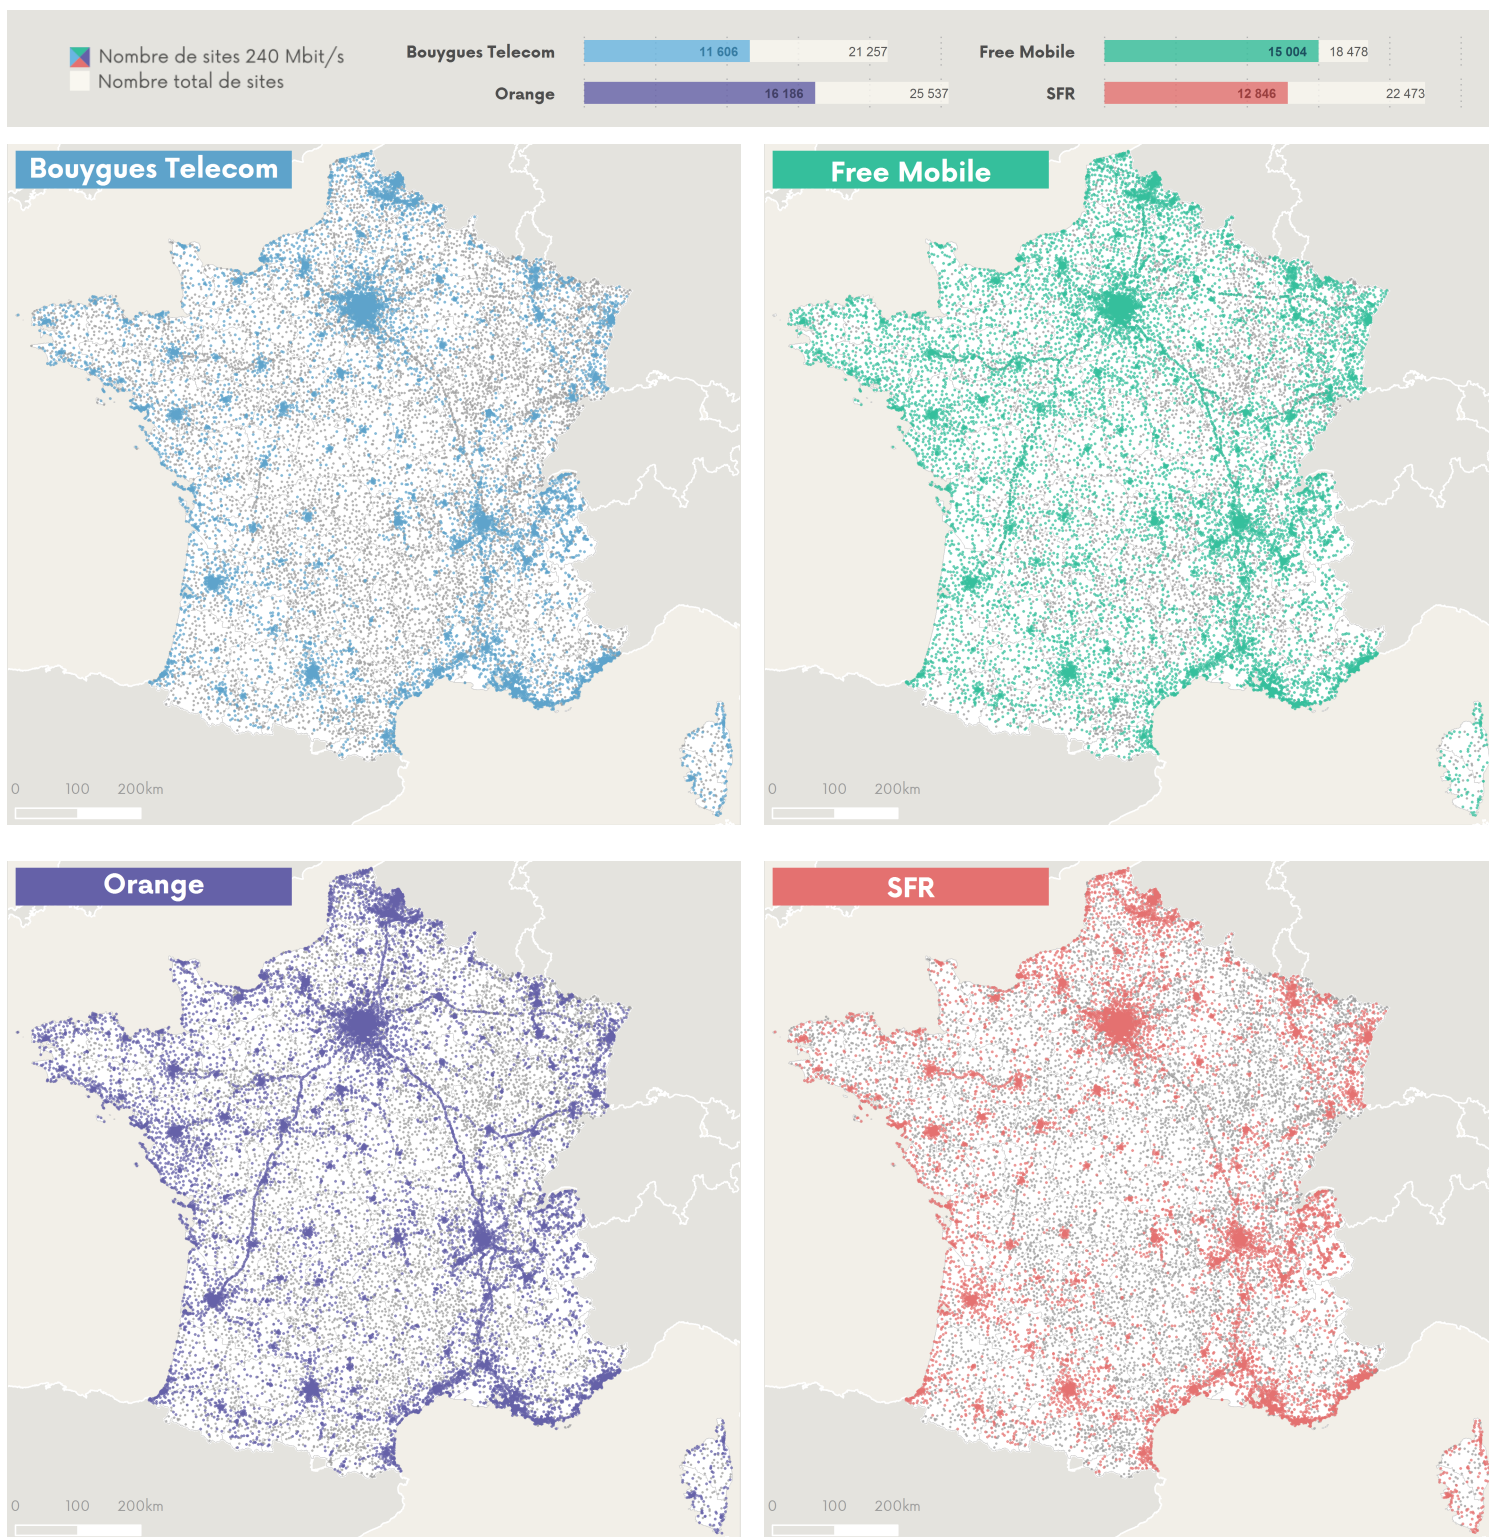 Nombre de sites 240 Mbit/s
Nombre total de sites
Bouygues Telecom 11 606 21 257
Orange 16 186 25 537
Free Mobile 15 004 18 478
SFR 12 846 22 473
Bouygues Telecom
0 100 200km
Free Mobile
0 100 200km
Orange
0 100 200km
SFR
0 100 200km